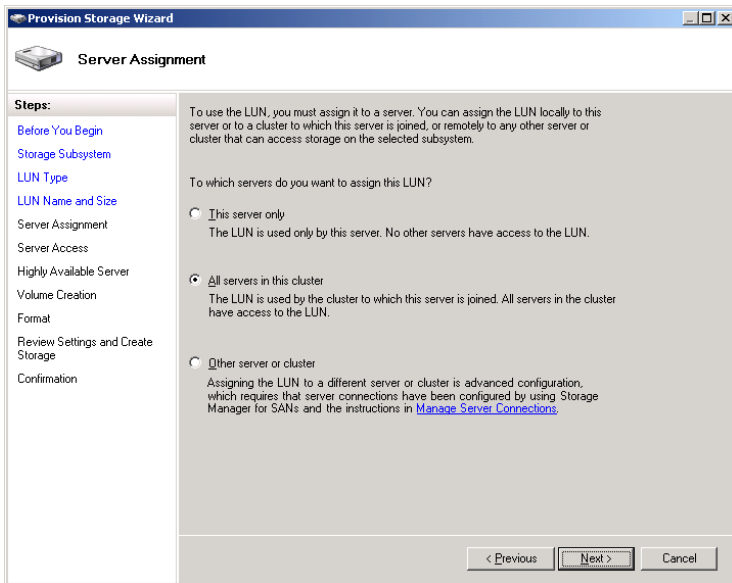 Provision Storage Wizard
Server Assignment
Steps:
Before You Begin
Storage Subsystem
LUN Type
LUN Name and Size
Server Assignment
Server Access
Highly Available Server
Volume Creation
Format
Review Settings and Create
Storage
Confirmation
To use the LUN, you must assign it to a server. You can assign the LUN locally to this
server or to a cluster to which this server is joined, or remotely to any other server or
cluster that can access storage on the selected subsystem.
To which servers do you want to assign this LUN?
This server only
The LUN is used only by this server. No other servers have access to the LUN.
All servers in this cluster
The LUN is used by the cluster to which this server is joined. All servers in the cluster
have access to the LUN.
Other server or cluster
Assigning the LUN to a different server or cluster is advanced configuration,
which requires that server connections have been configured by using Storage
Manager for SANs and the instructions in Manage Server Connections.
< Previous
Next >
Cancel